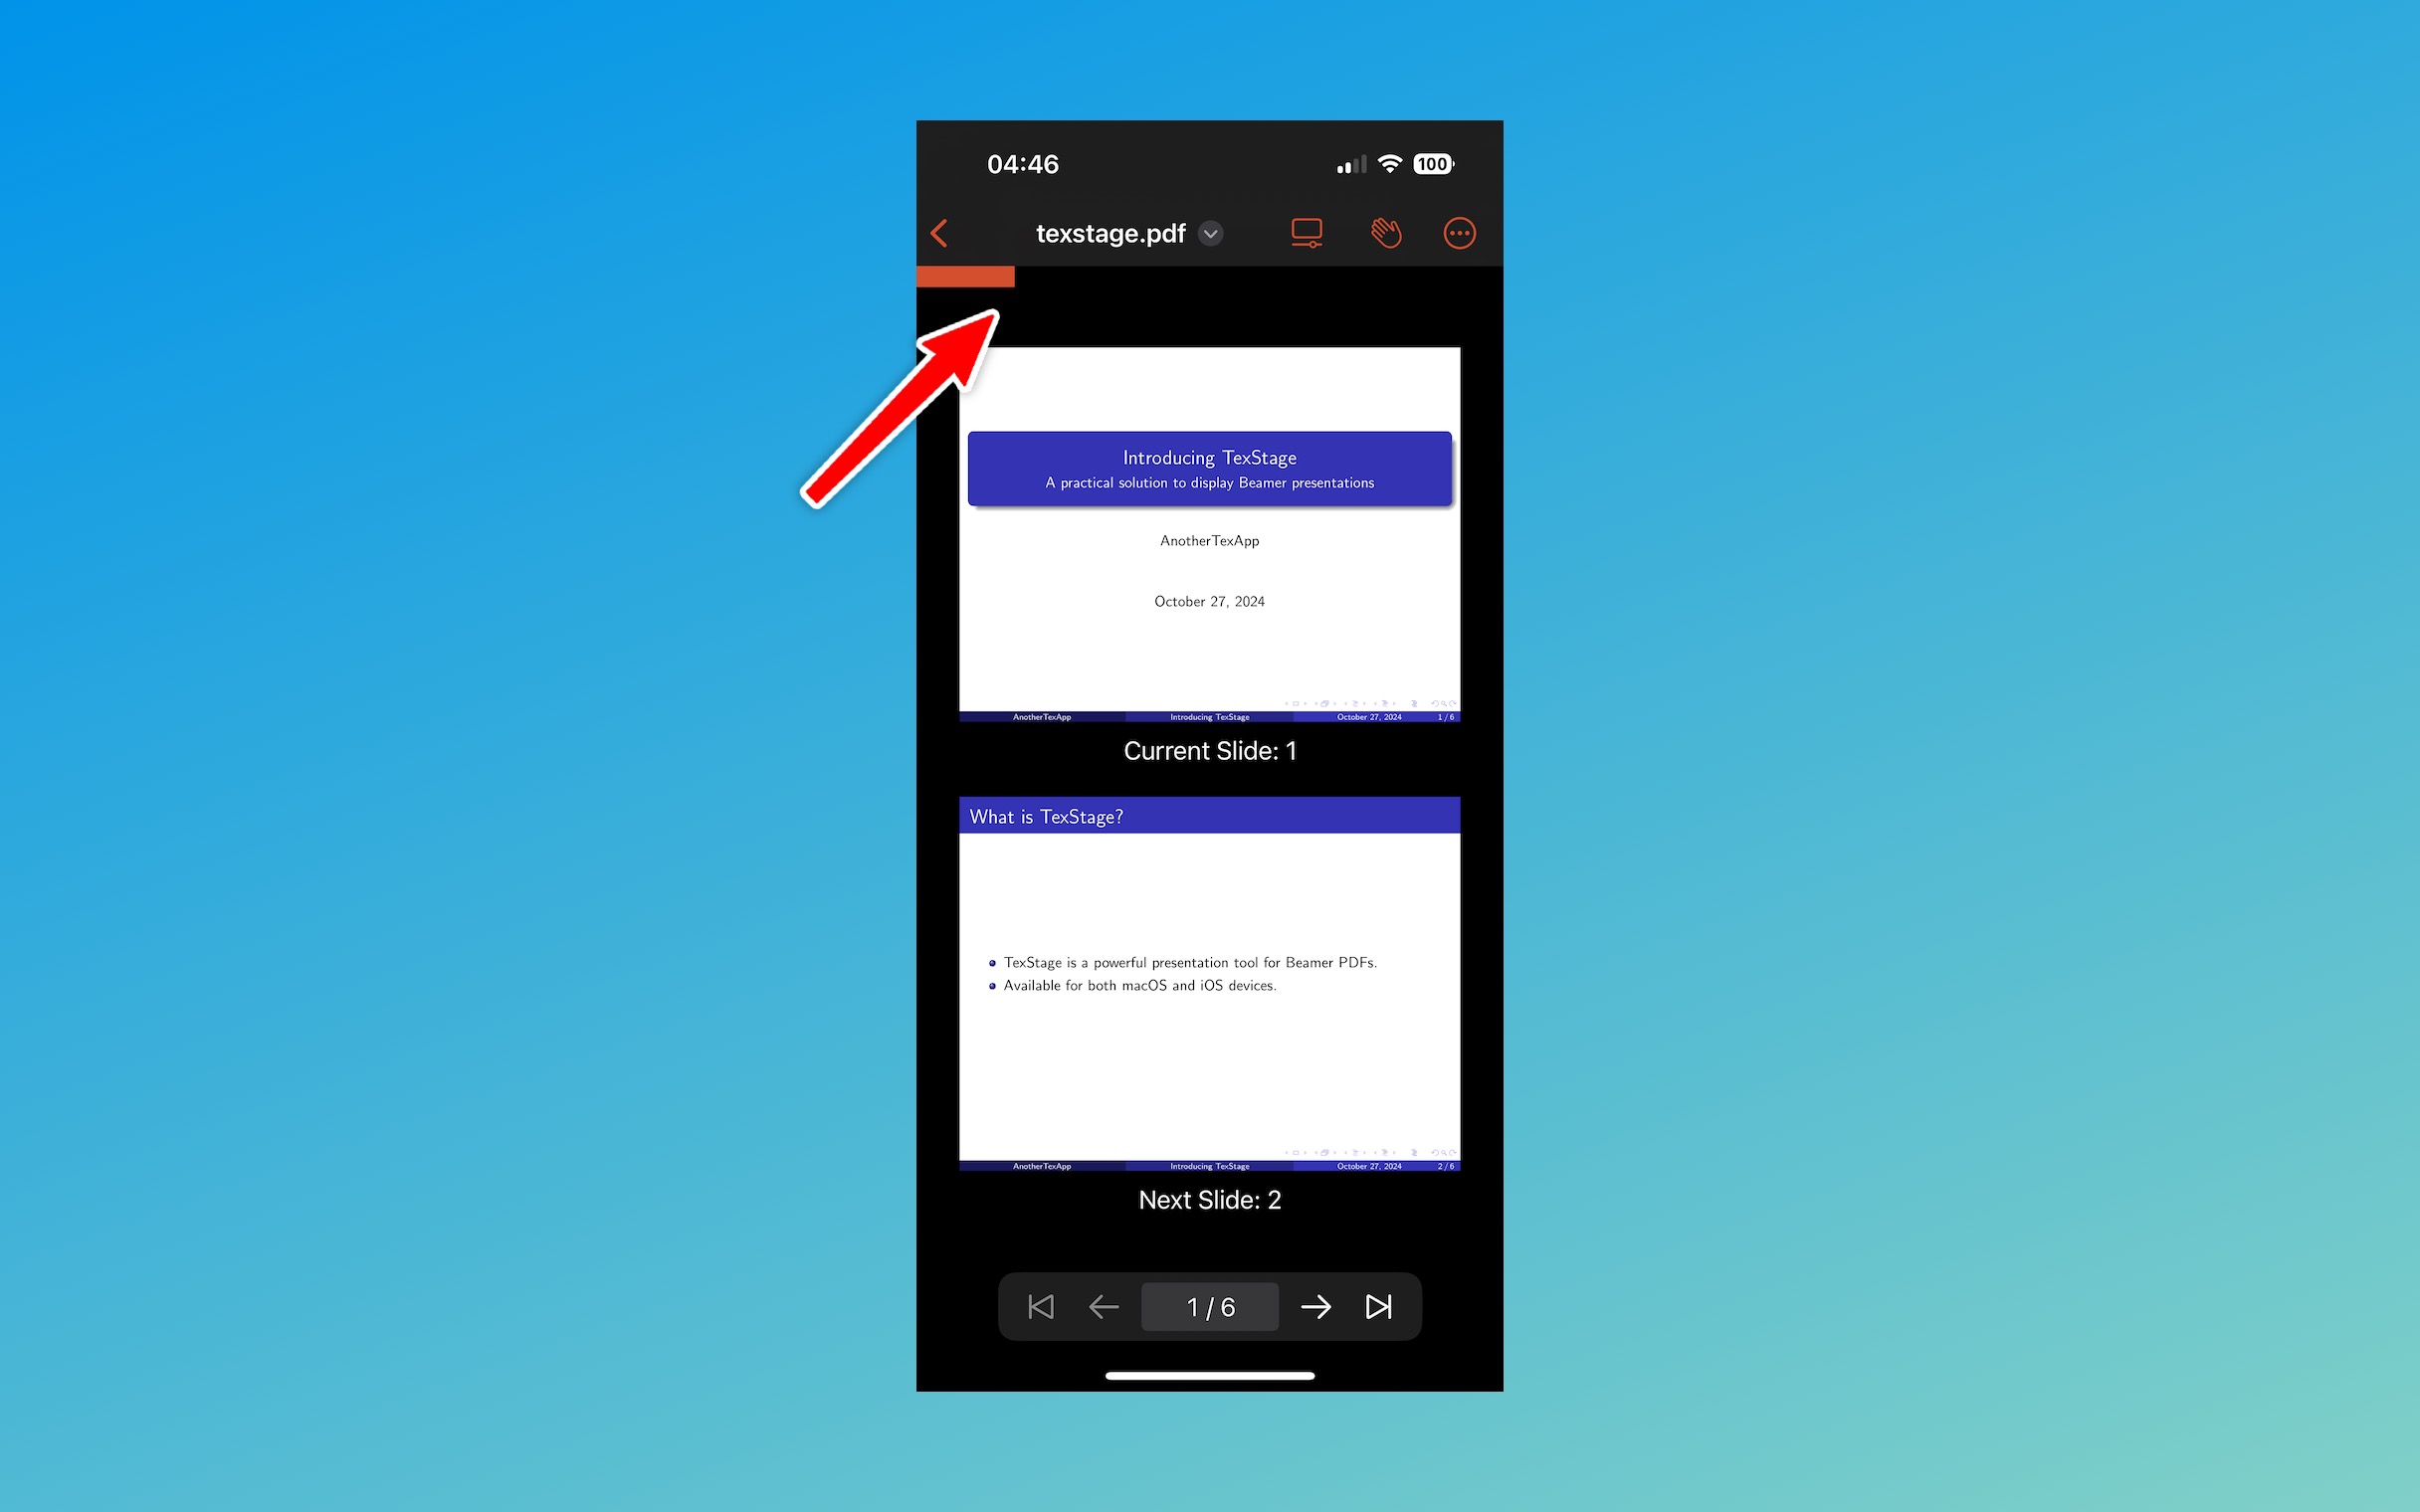 04:46
100
texstage.pdf
Introducing TexStage
A practical solution to display Beamer presentations
AnotherTexApp
October 27, 2024
AnotherTexApp Introducing TexStage October 27, 2024 1 / 6
Current Slide: 1
What is TexStage?
TexStage is a powerful presentation tool for Beamer PDFs.
Available for both macOS and iOS devices.
AnotherTexApp Introducing TexStage October 27, 2024 2 / 6
Next Slide: 2
1 / 6